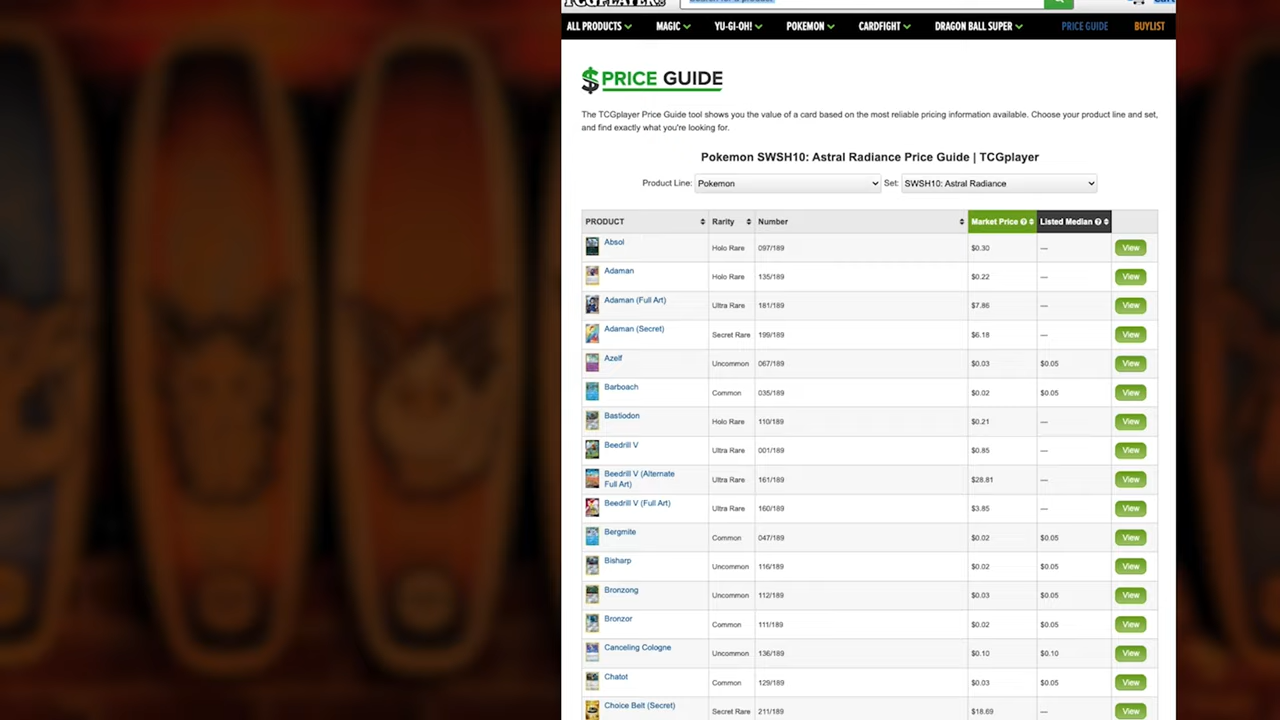 TCGPLAYER
Search for a product
Cart
ALL PRODUCTS MAGIC YU-GI-OH! POKEMON CARDFIGHT DRAGON BALL SUPER PRICE GUIDE BUYLIST
$PRICE GUIDE
The TCGplayer Price Guide tool shows you the value of a card based on the most reliable pricing information available. Choose your product line and set,
and find exactly what you're looking for.
Pokemon SWSH10: Astral Radiance Price Guide | TCGplayer
Product Line: Pokemon Set: SWSH10: Astral Radiance
PRODUCT Rarity Number Market Price Listed Median
Absol Holo Rare 097/189 $0.30 — View
Adaman Holo Rare 135/189 $0.22 — View
Adaman (Full Art) Ultra Rare 181/189 $7.86 — View
Adaman (Secret) Secret Rare 199/189 $6.18 — View
Azelf Uncommon 067/189 $0.03 $0.05 View
Barboach Common 035/189 $0.02 $0.05 View
Bastiodon Holo Rare 110/189 $0.21 — View
Beedrill V Ultra Rare 001/189 $0.85 — View
Beedrill V (Alternate
Full Art) Ultra Rare 161/189 $28.81 — View
Beedrill V (Full Art) Ultra Rare 160/189 $3.85 — View
Bergmite Common 047/189 $0.02 $0.05 View
Bisharp Uncommon 116/189 $0.02 $0.05 View
Bronzong Uncommon 112/189 $0.03 $0.05 View
Bronzor Common 111/189 $0.02 $0.05 View
Canceling Cologne Uncommon 136/189 $0.10 $0.10 View
Chatot Common 129/189 $0.03 $0.05 View
Choice Belt (Secret) Secret Rare 211/189 $18.69 — View